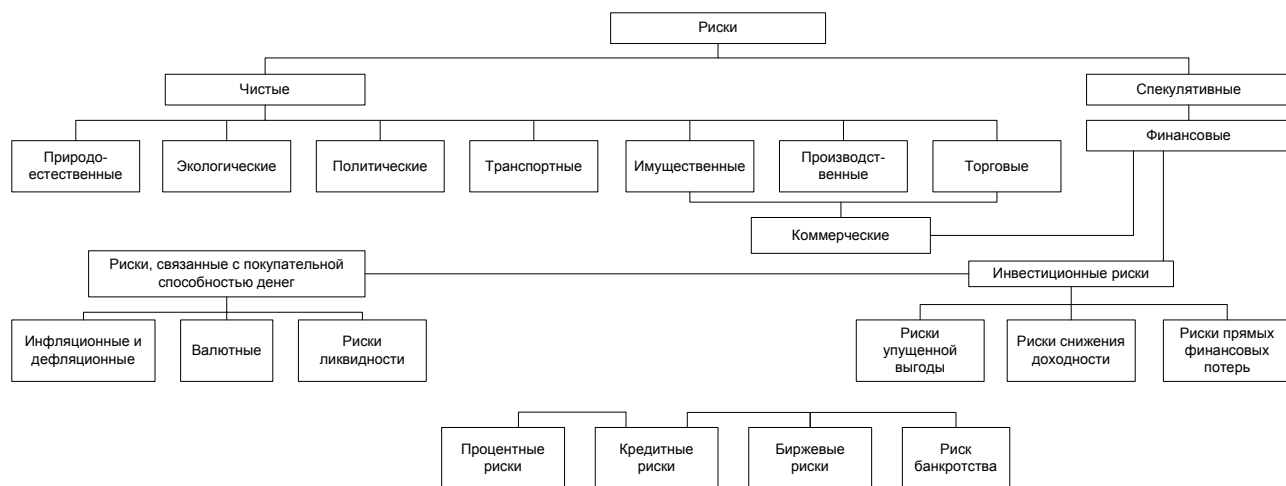 Риски
Чистые
Спекулятивные
Финансовые
Природо-
естественные
Экологические
Политические
Транспортные
Имущественные
Производст-
венные
Торговые
Коммерческие
Риски, связанные с покупательной
способностью денег
Инвестиционные риски
Инфляционные и
дефляционные
Валютные
Риски
ликвидности
Риски
упущенной
выгоды
Риски снижения
доходности
Риски прямых
финансовых
потерь
Процентные
риски
Кредитные
риски
Биржевые
риски
Риск
банкротства